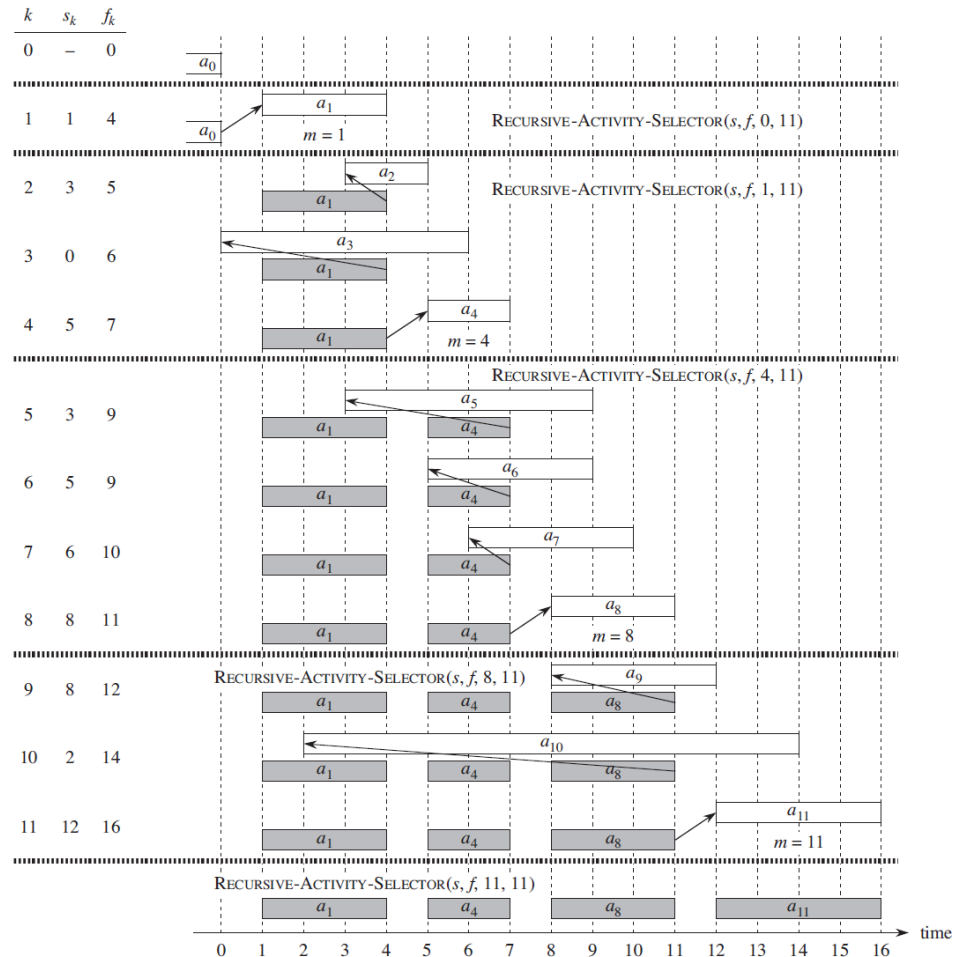 k s_k f_k
0 – 0
a_0
1 1 4
a_1
a_0
m = 1
RECURSIVE-ACTIVITY-SELECTOR(s, f, 0, 11)
2 3 5
a_2
a_1
RECURSIVE-ACTIVITY-SELECTOR(s, f, 1, 11)
3 0 6
a_3
a_1
4 5 7
a_4
a_1
m = 4
RECURSIVE-ACTIVITY-SELECTOR(s, f, 4, 11)
5 3 9
a_5
a_1 a_4
6 5 9
a_6
a_1 a_4
7 6 10
a_7
a_1 a_4
8 8 11
a_8
a_1 a_4
m = 8
RECURSIVE-ACTIVITY-SELECTOR(s, f, 8, 11)
9 8 12
a_9
a_1 a_4 a_8
10 2 14
a_10
a_1 a_4 a_8
11 12 16
a_11
a_1 a_4 a_8
m = 11
RECURSIVE-ACTIVITY-SELECTOR(s, f, 11, 11)
a_1 a_4 a_8 a_11
time
0 1 2 3 4 5 6 7 8 9 10 11 12 13 14 15 16